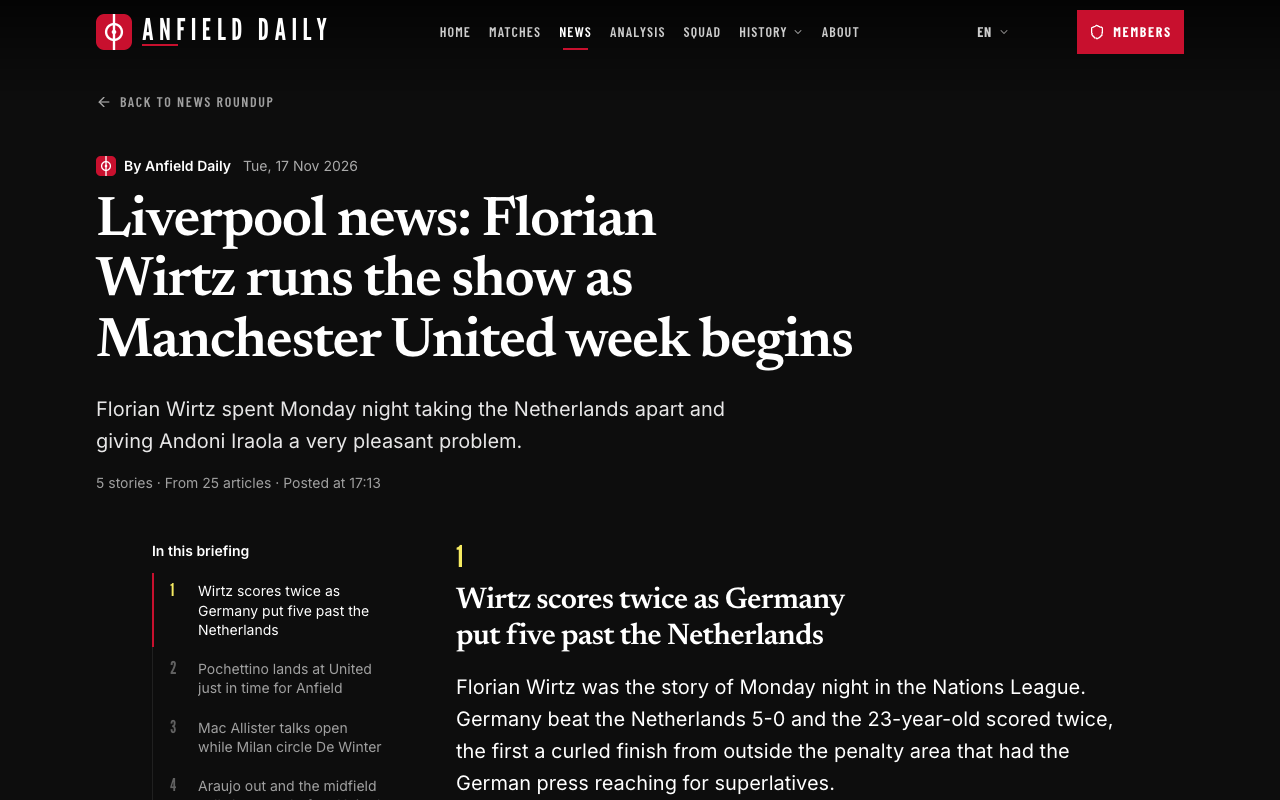 ANFIELD DAILY
HOME MATCHES NEWS ANALYSIS SQUAD HISTORY ABOUT
EN
MEMBERS
BACK TO NEWS ROUNDUP
By Anfield Daily Tue, 17 Nov 2026
Liverpool news: Florian
Wirtz runs the show as
Manchester United week begins
Florian Wirtz spent Monday night taking the Netherlands apart and
giving Andoni Iraola a very pleasant problem.
5 stories · From 25 articles · Posted at 17:13
In this briefing
1 Wirtz scores twice as
Germany put five past the
Netherlands
2 Pochettino lands at United
just in time for Anfield
3 Mac Allister talks open
while Milan circle De Winter
4 Araujo out and the midfield
1
Wirtz scores twice as Germany
put five past the Netherlands
Florian Wirtz was the story of Monday night in the Nations League.
Germany beat the Netherlands 5-0 and the 23-year-old scored twice,
the first a curled finish from outside the penalty area that had the
German press reaching for superlatives.